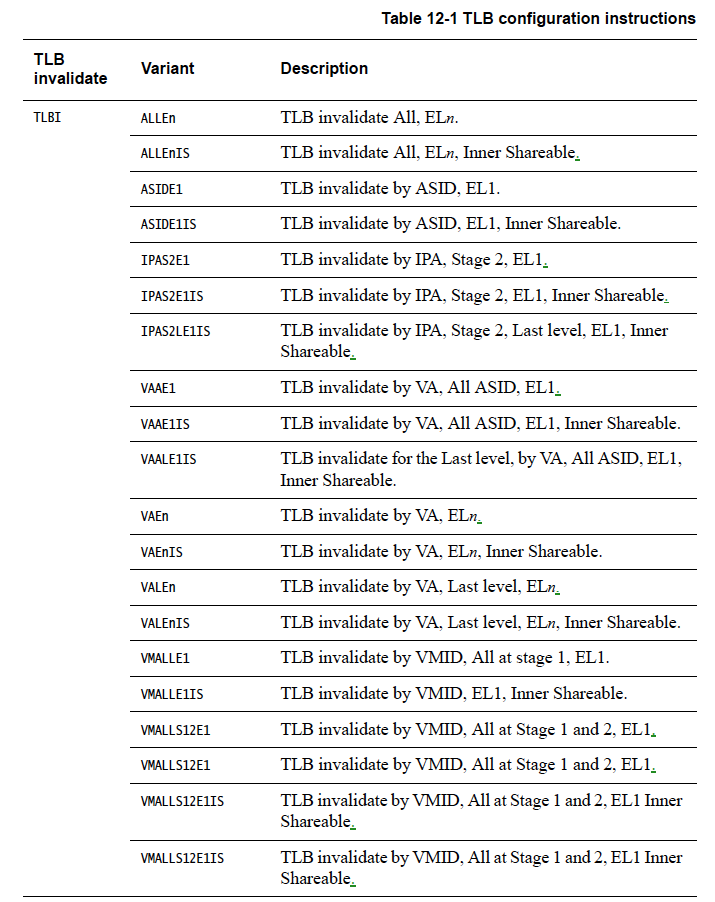 Table 12-1 TLB configuration instructions
TLB
invalidate
Variant
Description
TLBI
ALLEn
TLB invalidate All, ELn.
ALLEnIS
TLB invalidate All, ELn, Inner Shareable.
ASIDE1
TLB invalidate by ASID, EL1.
ASIDE1IS
TLB invalidate by ASID, EL1, Inner Shareable.
IPAS2E1
TLB invalidate by IPA, Stage 2, EL1.
IPAS2E1IS
TLB invalidate by IPA, Stage 2, EL1, Inner Shareable.
IPAS2LE1IS
TLB invalidate by IPA, Stage 2, Last level, EL1, Inner
Shareable.
VAAE1
TLB invalidate by VA, All ASID, EL1.
VAAE1IS
TLB invalidate by VA, All ASID, EL1, Inner Shareable.
VAALE1IS
TLB invalidate for the Last level, by VA, All ASID, EL1,
Inner Shareable.
VAEn
TLB invalidate by VA, ELn.
VAEnIS
TLB invalidate by VA, ELn, Inner Shareable.
VALEn
TLB invalidate by VA, Last level, ELn.
VALEnIS
TLB invalidate by VA, Last level, ELn, Inner Shareable.
VMALLE1
TLB invalidate by VMID, All at stage 1, EL1.
VMALLE1IS
TLB invalidate by VMID, EL1, Inner Shareable.
VMALLS12E1
TLB invalidate by VMID, All at Stage 1 and 2, EL1.
VMALLS12E1
TLB invalidate by VMID, All at Stage 1 and 2, EL1.
VMALLS12E1IS
TLB invalidate by VMID, All at Stage 1 and 2, EL1 Inner
Shareable.
VMALLS12E1IS
TLB invalidate by VMID, All at Stage 1 and 2, EL1 Inner
Shareable.